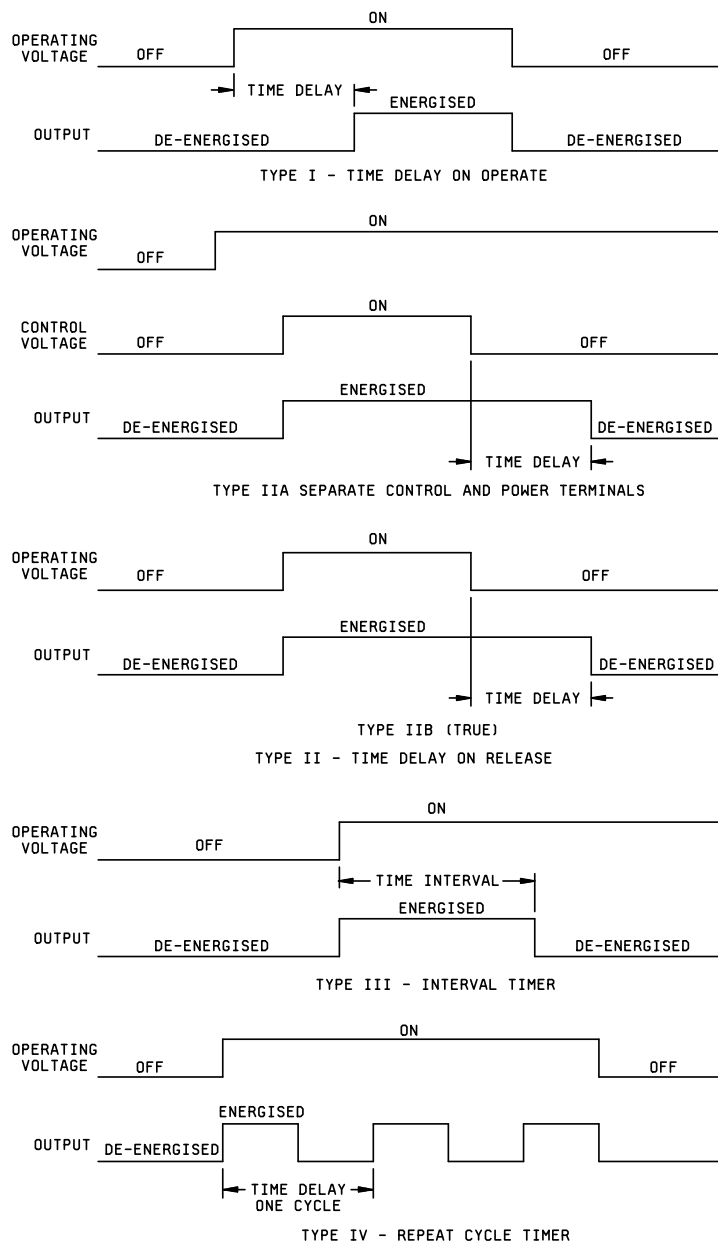 ON
OPERATING
VOLTAGE
OFF
OFF
TIME DELAY
ENERGISED
OUTPUT
DE-ENERGISED
DE-ENERGISED
TYPE I - TIME DELAY ON OPERATE
ON
OPERATING
VOLTAGE
OFF
ON
CONTROL
VOLTAGE
OFF
OFF
ENERGISED
OUTPUT
DE-ENERGISED
DE-ENERGISED
TIME DELAY
TYPE IIA SEPARATE CONTROL AND POWER TERMINALS
ON
OPERATING
VOLTAGE
OFF
OFF
ENERGISED
OUTPUT
DE-ENERGISED
DE-ENERGISED
TIME DELAY
TYPE IIB (TRUE)
TYPE II - TIME DELAY ON RELEASE
ON
OPERATING
VOLTAGE
OFF
TIME INTERVAL
ENERGISED
OUTPUT
DE-ENERGISED
DE-ENERGISED
TYPE III - INTERVAL TIMER
ON
OPERATING
VOLTAGE
OFF
OFF
ENERGISED
OUTPUT
DE-ENERGISED
TIME DELAY
ONE CYCLE
TYPE IV - REPEAT CYCLE TIMER